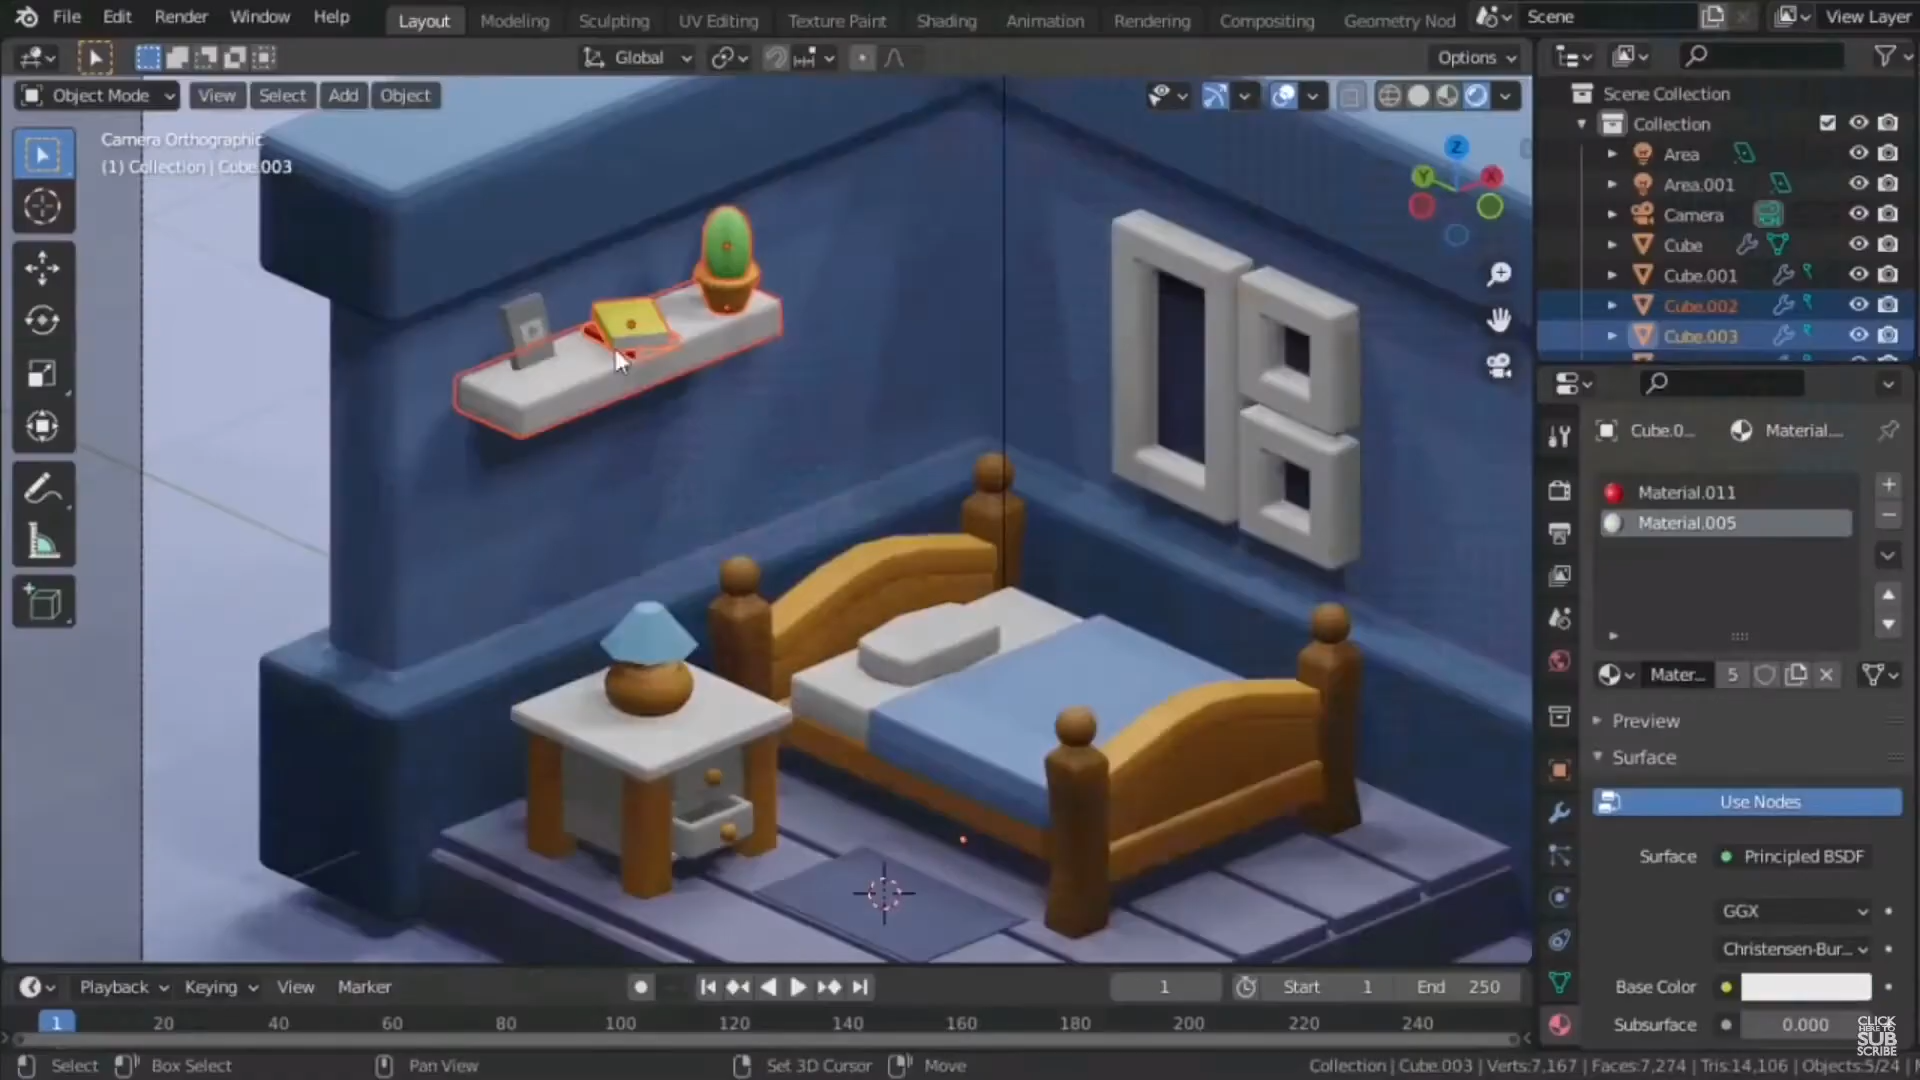 File Edit Render Window Help Layout Modeling Sculpting UV Editing Texture Paint Shading Animation Rendering Compositing Geometry Nod Scene View Layer
Global Options
Object Mode View Select Add Object
Camera Orthographic
(1) Collection | Cube.003
Z
Y X
Scene Collection
Collection
Area
Area.001
Camera
Cube
Cube.001
Cube.002
Cube.003
Cube.0... Material....
Material.011
Material.005
Mater... 5
Preview
Surface
Use Nodes
Surface Principled BSDF
GGX
Christensen-Bur...
Base Color
Subsurface 0.000
Playback Keying View Marker 1 Start 1 End 250
1 20 40 60 80 100 120 140 160 180 200 220 240
Select Box Select Pan View Set 3D Cursor Move Collection | Cube.003 | Verts:7,167 | Faces:7,274 | Tris:14,106 | Objects:5/24 |
CLICK
HERE TO
SUB
SCRIBE